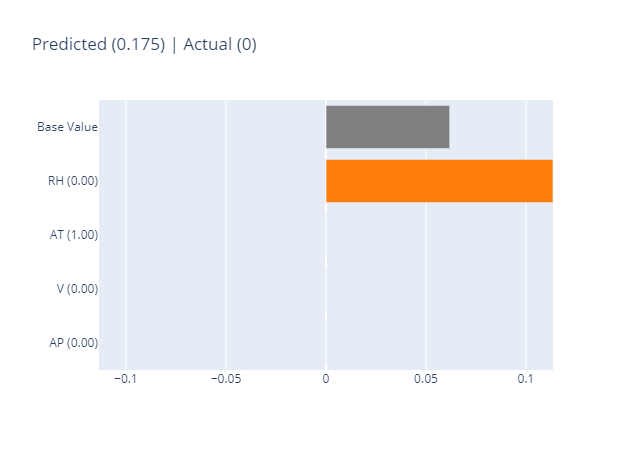 Predicted (0.175) | Actual (0)
Base Value
RH (0.00)
AT (1.00)
V (0.00)
AP (0.00)
−0.1 −0.05 0 0.05 0.1